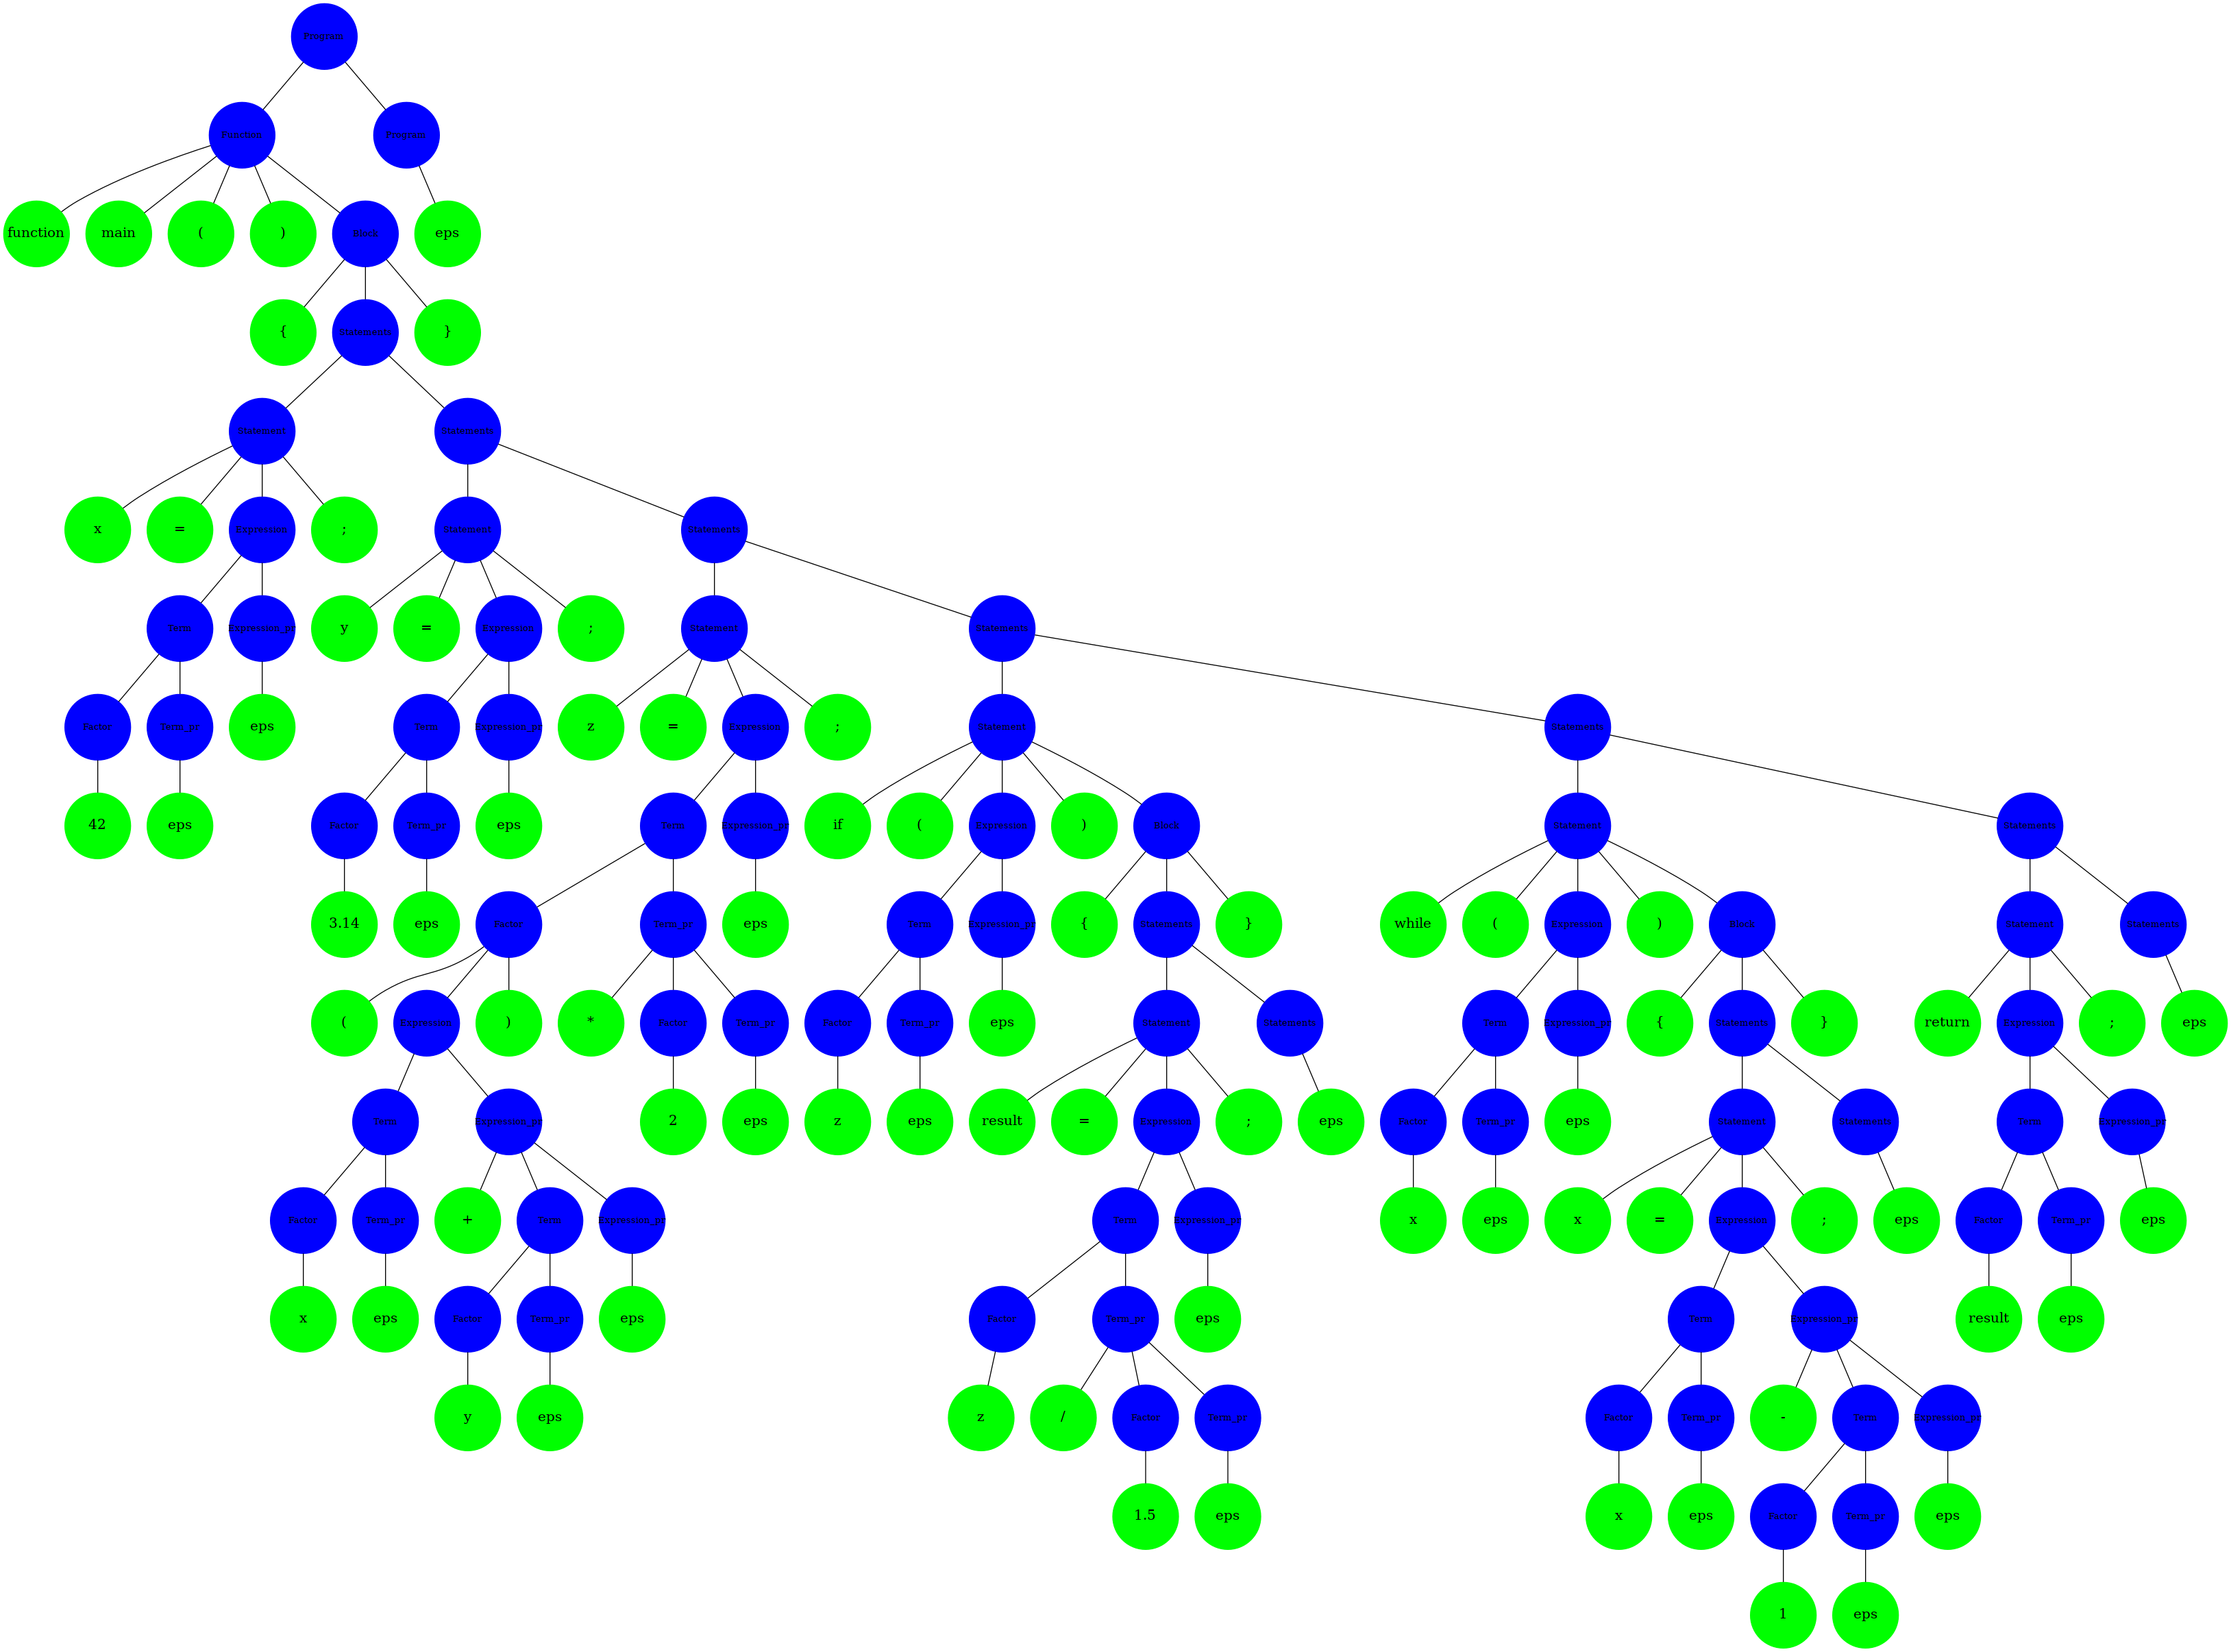 Program
Function Program
function main ( ) Block eps
{ Statements }
Statement Statements
x = Expression ; Statement Statements
Term Expression_pr y = Expression ; Statement Statements
Factor Term_pr eps Term Expression_pr z = Expression ; Statement Statements
42 eps Factor Term_pr eps Term Expression_pr if ( Expression ) Block Statement Statements
3.14 eps Factor Term_pr eps Term Expression_pr { Statements } while ( Expression ) Block Statement Statements
( Expression ) * Factor Term_pr Factor Term_pr eps Statement Statements Term Expression_pr { Statements } return Expression ; eps
Term Expression_pr 2 eps z eps result = Expression ; eps Factor Term_pr eps Statement Statements Term Expression_pr
Factor Term_pr + Term Expression_pr Term Expression_pr x eps x = Expression ; eps Factor Term_pr eps
x eps Factor Term_pr eps Factor Term_pr eps Term Expression_pr result eps
y eps z / Factor Term_pr Factor Term_pr - Term Expression_pr
1.5 eps x eps Factor Term_pr eps
1 eps